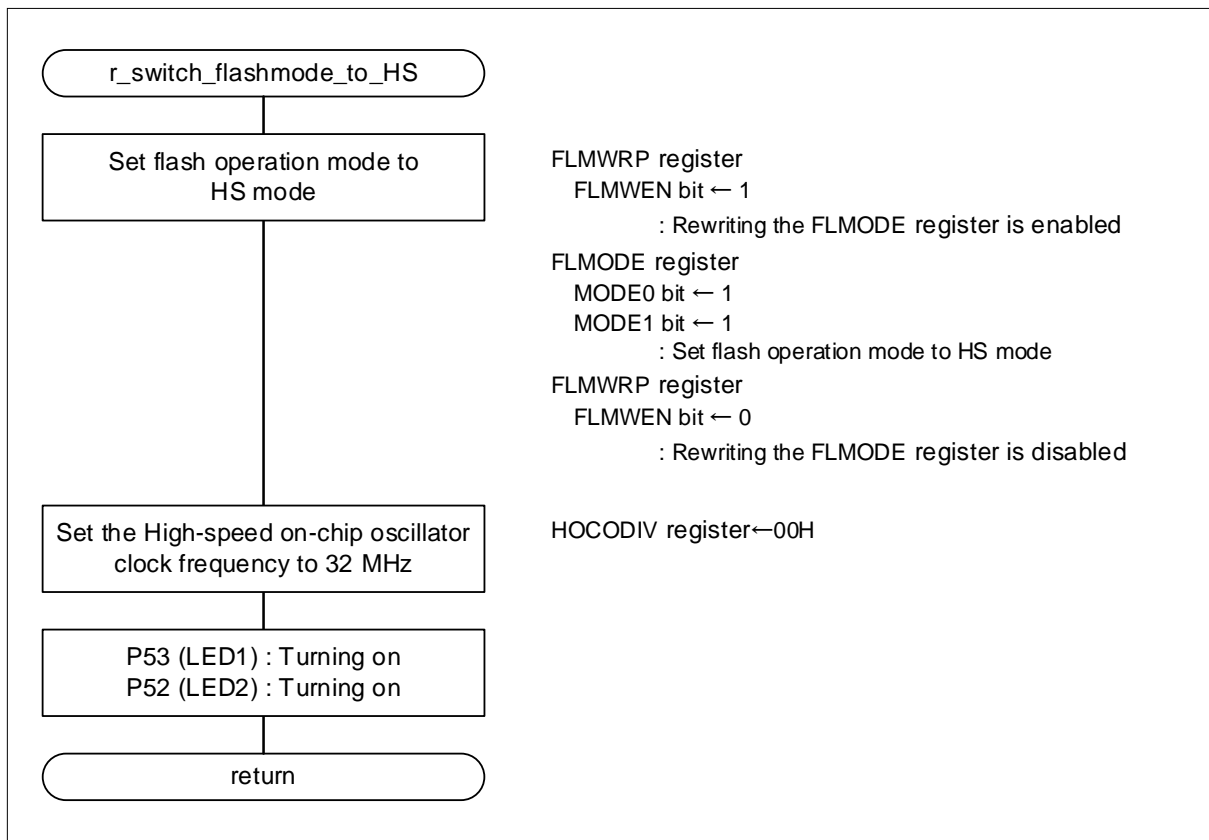 r_switch_flashmode_to_HS
Set flash operation mode to
HS mode
FLMWRP register
FLMWEN bit ← 1
: Rewriting the FLMODE register is enabled
FLMODE register
MODE0 bit ← 1
MODE1 bit ← 1
: Set flash operation mode to HS mode
FLMWRP register
FLMWEN bit ← 0
: Rewriting the FLMODE register is disabled
Set the High-speed on-chip oscillator
clock frequency to 32 MHz
HOCODIV register←00H
P53 (LED1) : Turning on
P52 (LED2) : Turning on
return